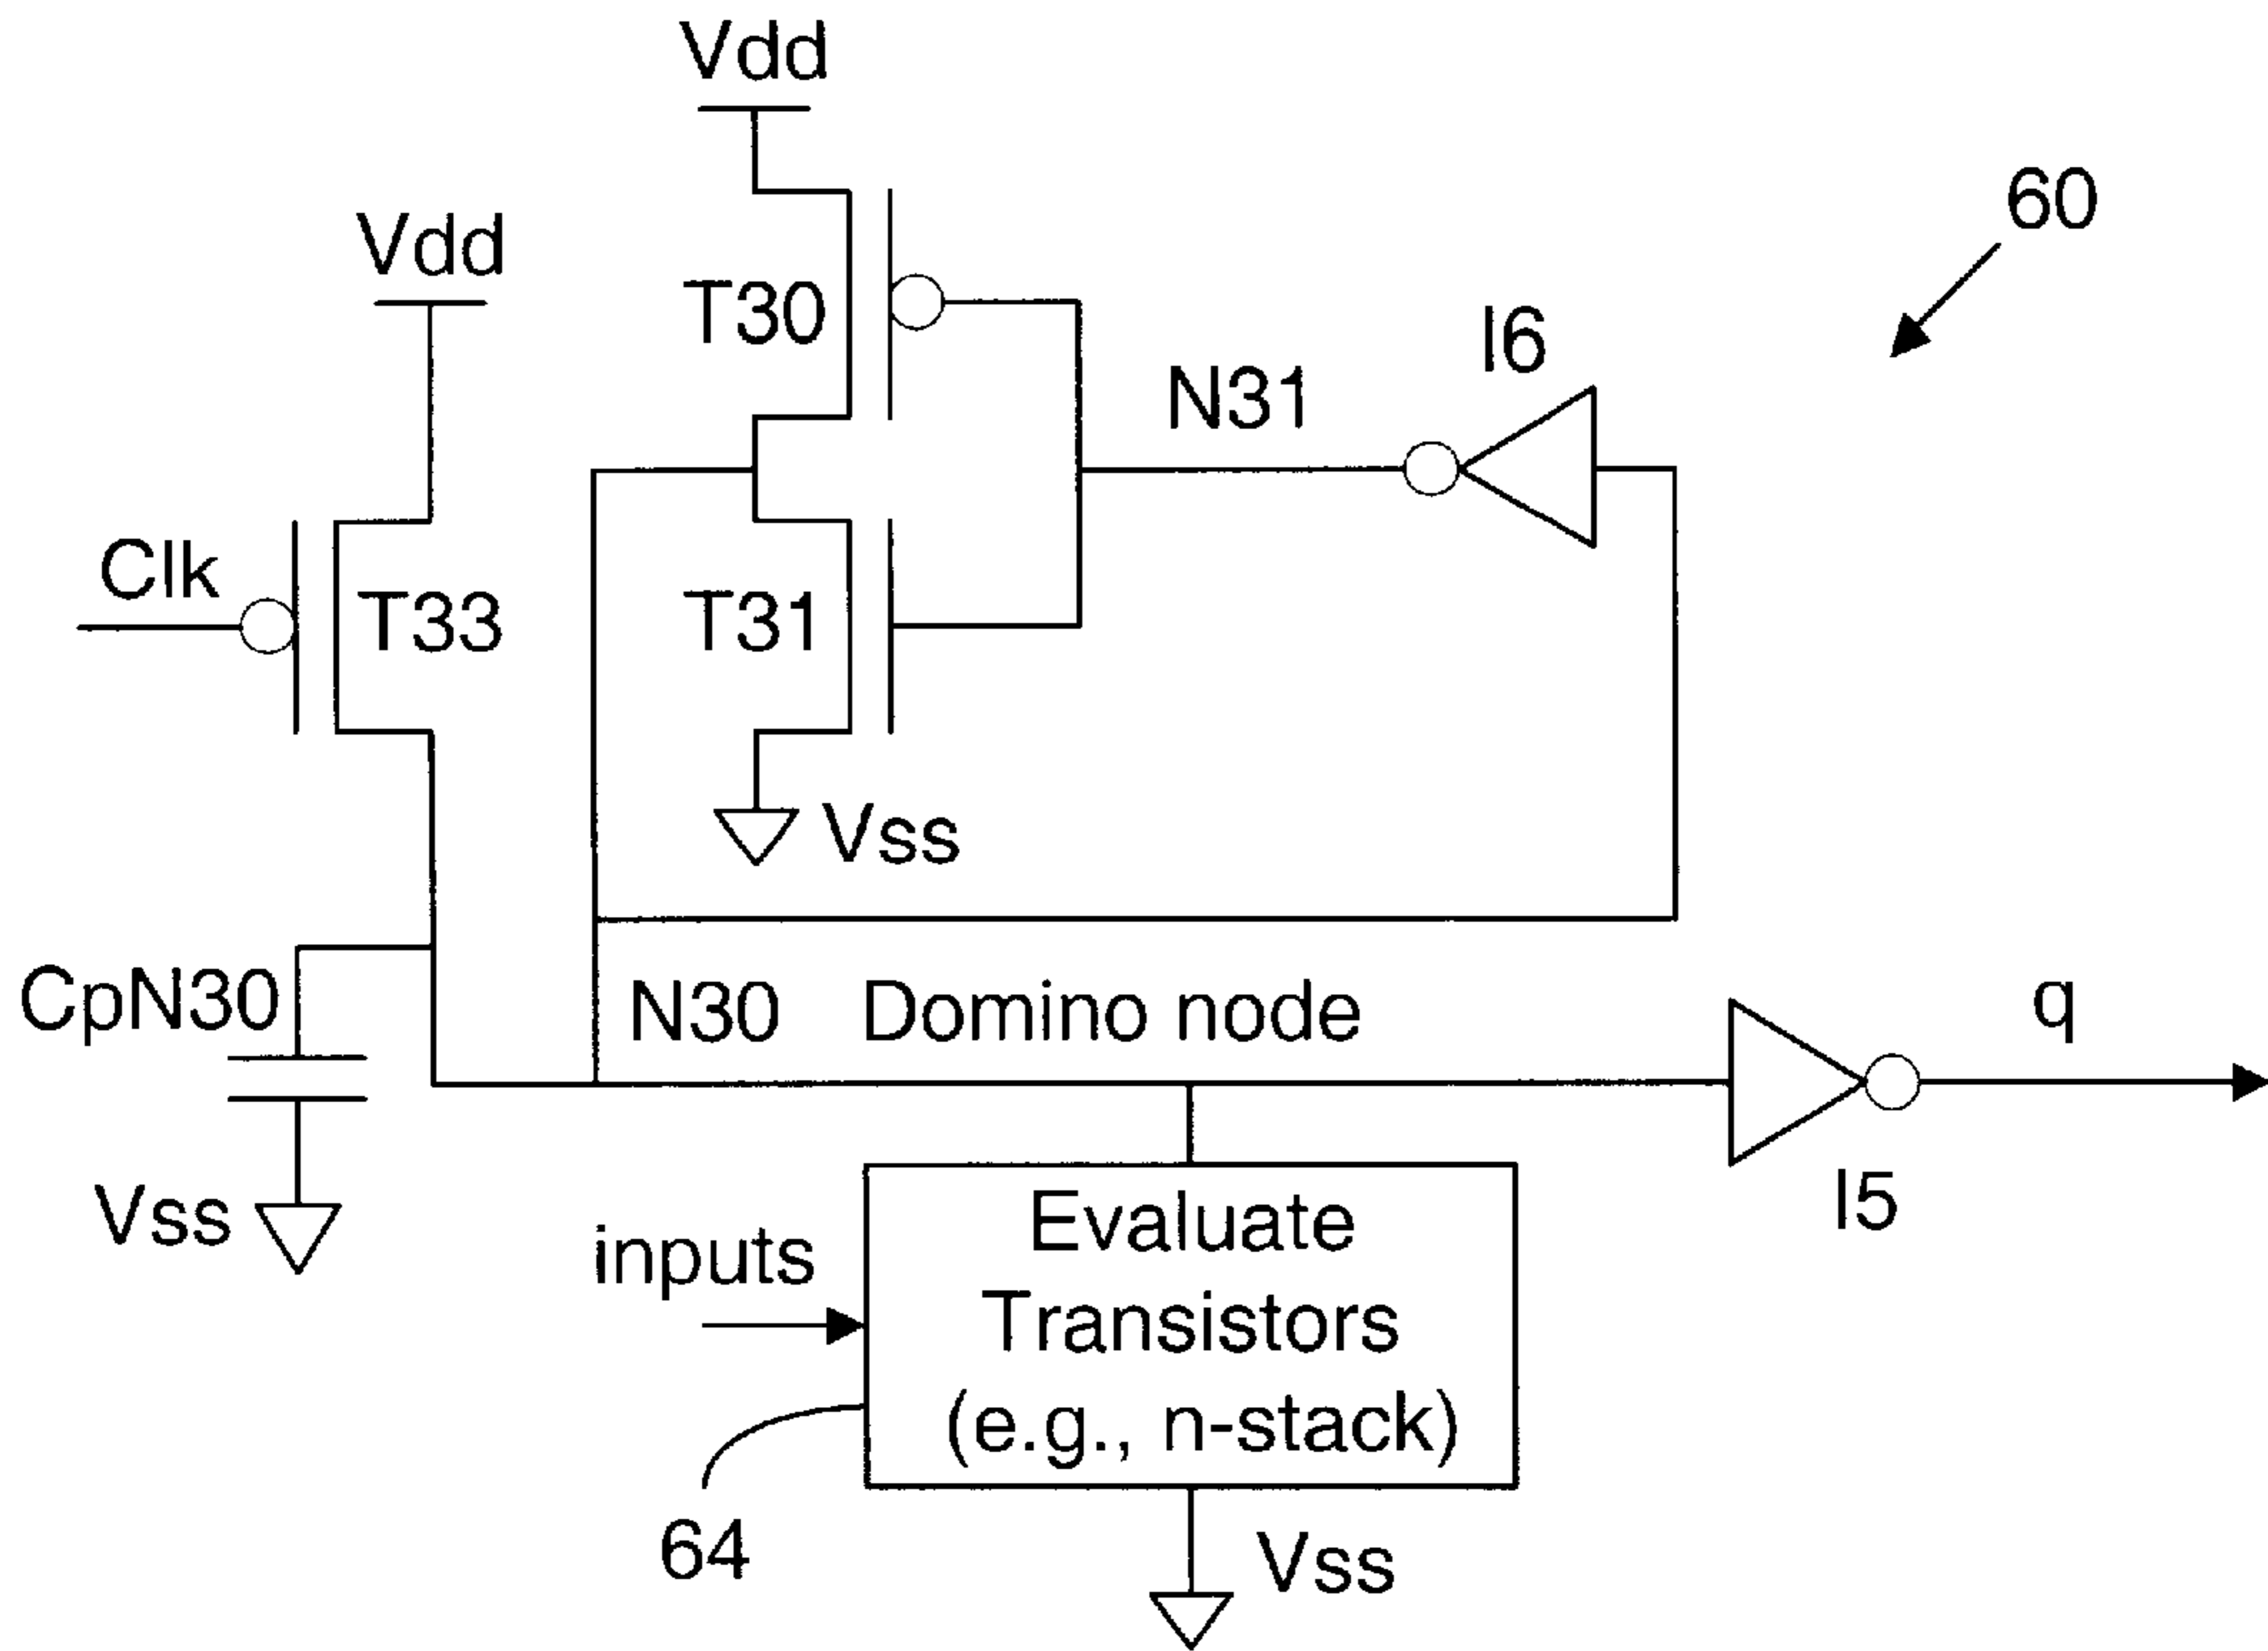 Vdd
60
Vdd
T30
I6
N31
Clk
T33
T31
Vss
CpN30
N30
Domino node
q
Vss
I5
inputs
Evaluate
Transistors
(e.g., n-stack)
64
Vss